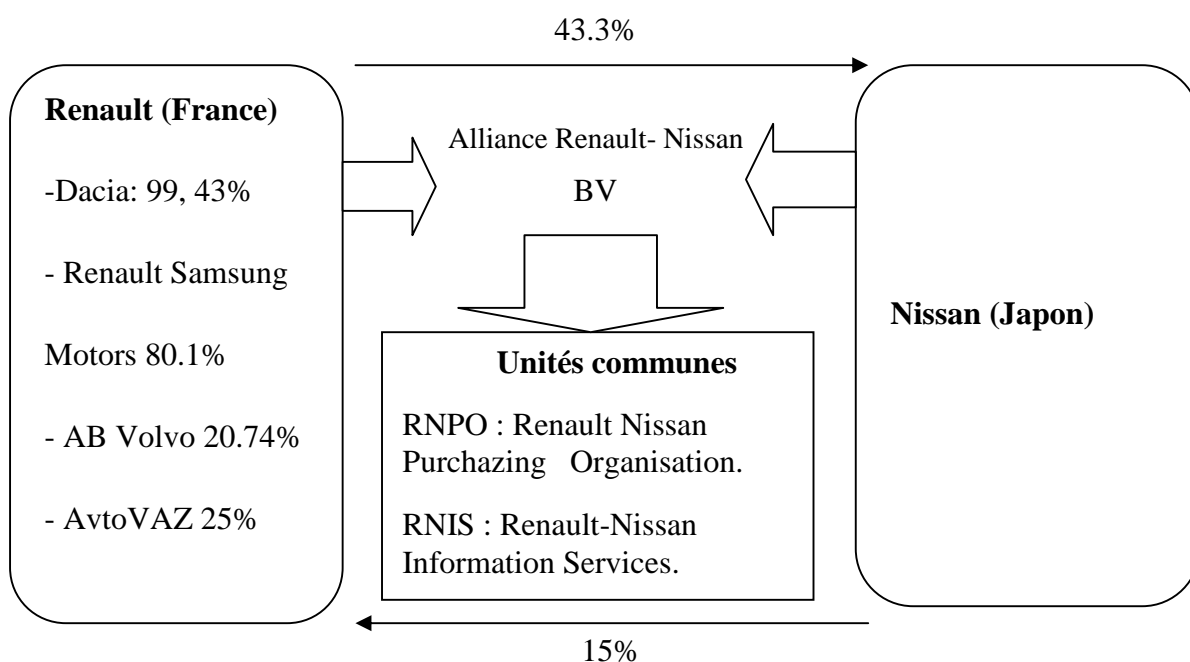 43.3%
Renault (France)
-Dacia: 99, 43%
- Renault Samsung
Motors 80.1%
- AB Volvo 20.74%
- AvtoVAZ 25%
Alliance Renault- Nissan
BV
Unités communes
RNPO : Renault Nissan
Purchazing Organisation.
RNIS : Renault-Nissan
Information Services.
Nissan (Japon)
15%